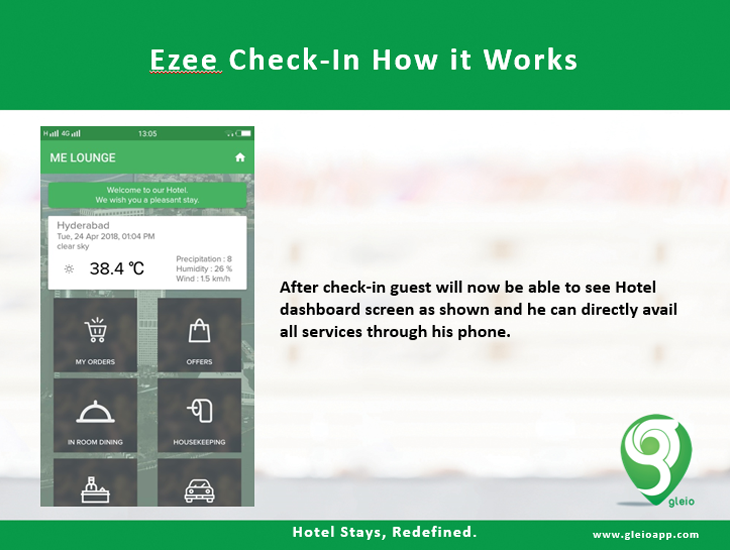 Ezee Check-In How it Works
H 4G 13:05
ME LOUNGE
Welcome to our Hotel.
We wish you a pleasant stay.
Hyderabad
Tue, 24 Apr 2018, 01:04 PM
clear sky
38.4 ℃
Precipitation : 8
Humidity : 26 %
Wind : 1.5 km/h
MY ORDERS
OFFERS
IN ROOM DINING
HOUSEKEEPING
After check-in guest will now be able to see Hotel
dashboard screen as shown and he can directly avail
all services through his phone.
gleio
Hotel Stays, Redefined.
www.gleioapp.com